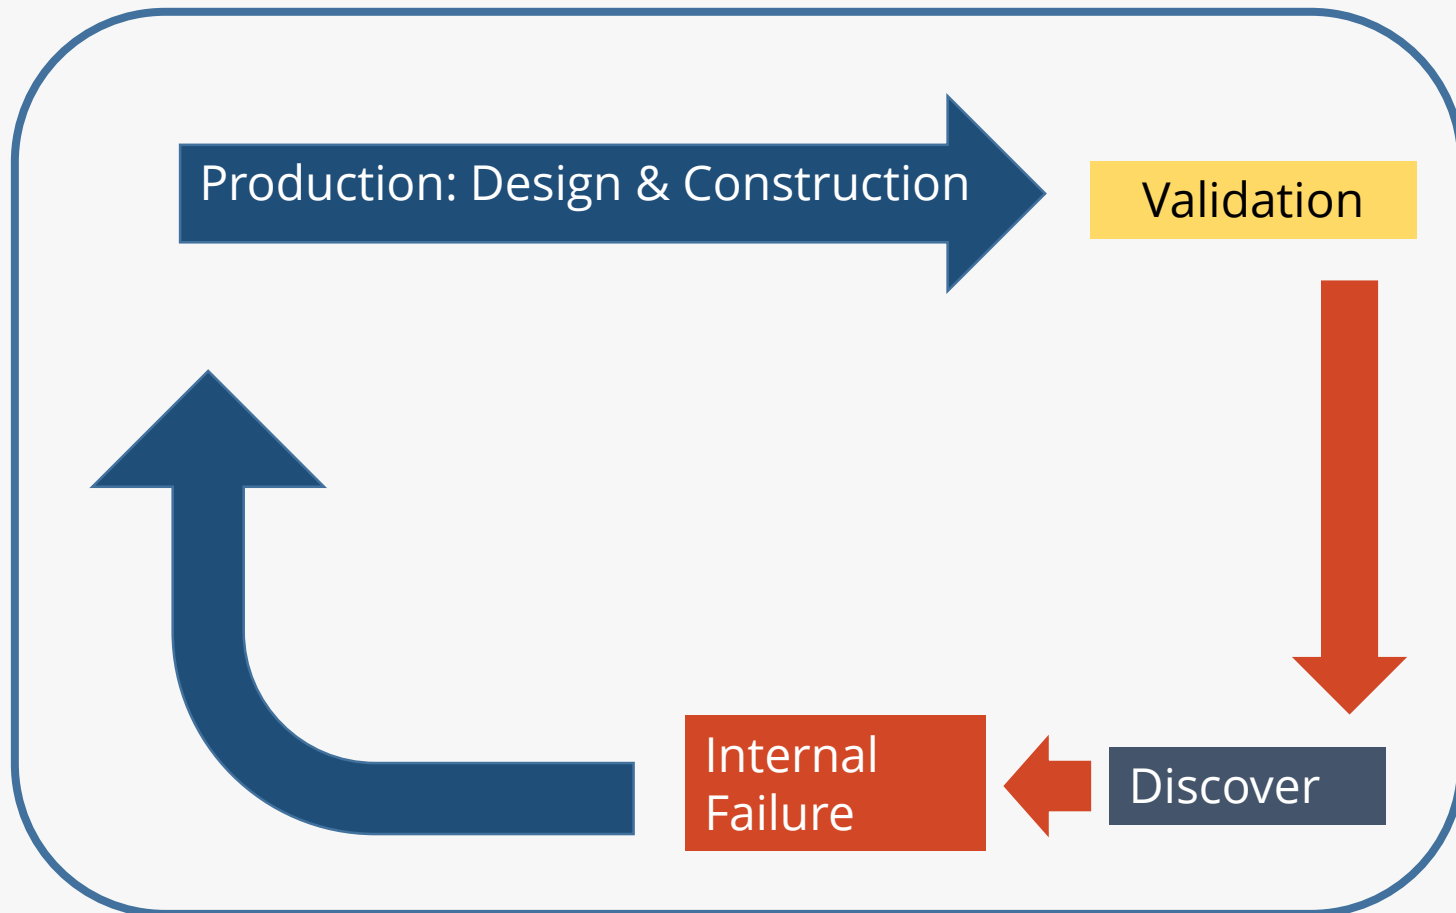 Production: Design & Construction
Validation
Internal
Failure
Discover